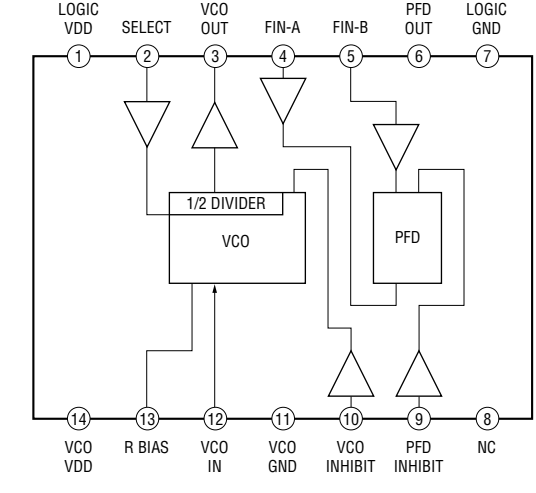 LOGIC VCO PFD LOGIC
VDD SELECT OUT FIN-A FIN-B OUT GND
1 2 3 4 5 6 7
1/2 DIVIDER
VCO PFD
14 13 12 11 10 9 8
VCO R BIAS VCO VCO VCO PFD NC
VDD IN GND INHIBIT INHIBIT